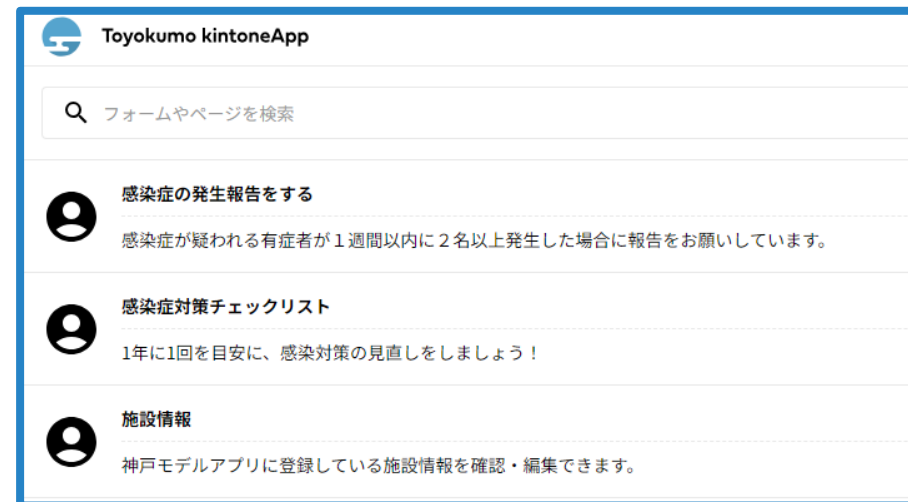 Toyokumo kintoneApp
フォームやページを検索
感染症の発生報告をする
感染症が疑われる有症者が１週間以内に２名以上発生した場合に報告をお願いしています。
感染症対策チェックリスト
1年に1回を目安に、感染対策の見直しをしましょう！
施設情報
神戸モデルアプリに登録している施設情報を確認・編集できます。